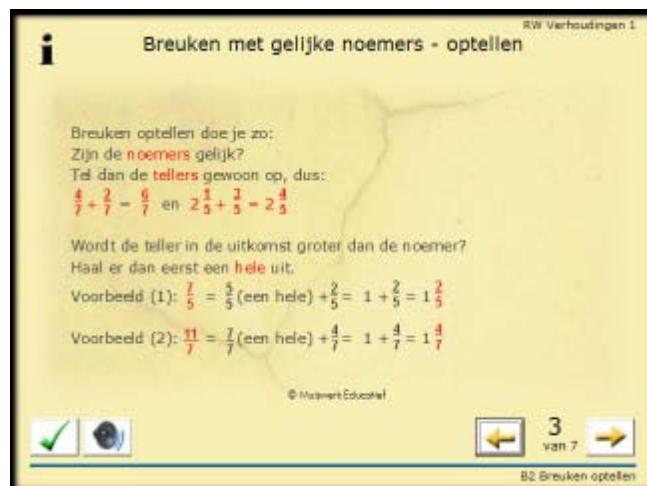 RW Verhoudingen 1
i
Breuken met gelijke noemers - optellen
Breuken optellen doe je zo:
Zijn de noemers gelijk?
Tel dan de tellers gewoon op, dus:
4/7 + 2/7 = 6/7 en 2 1/5 + 3/5 = 2 4/5
Wordt de teller in de uitkomst groter dan de noemer?
Haal er dan eerst een hele uit.
Voorbeeld (1): 7/5 = 5/5 (een hele) + 2/5 = 1 + 2/5 = 1 2/5
Voorbeeld (2): 11/7 = 7/7 (een hele) + 4/7 = 1 + 4/7 = 1 4/7
© Muiswerk Educatief
3
van 7
B2 Breuken optellen